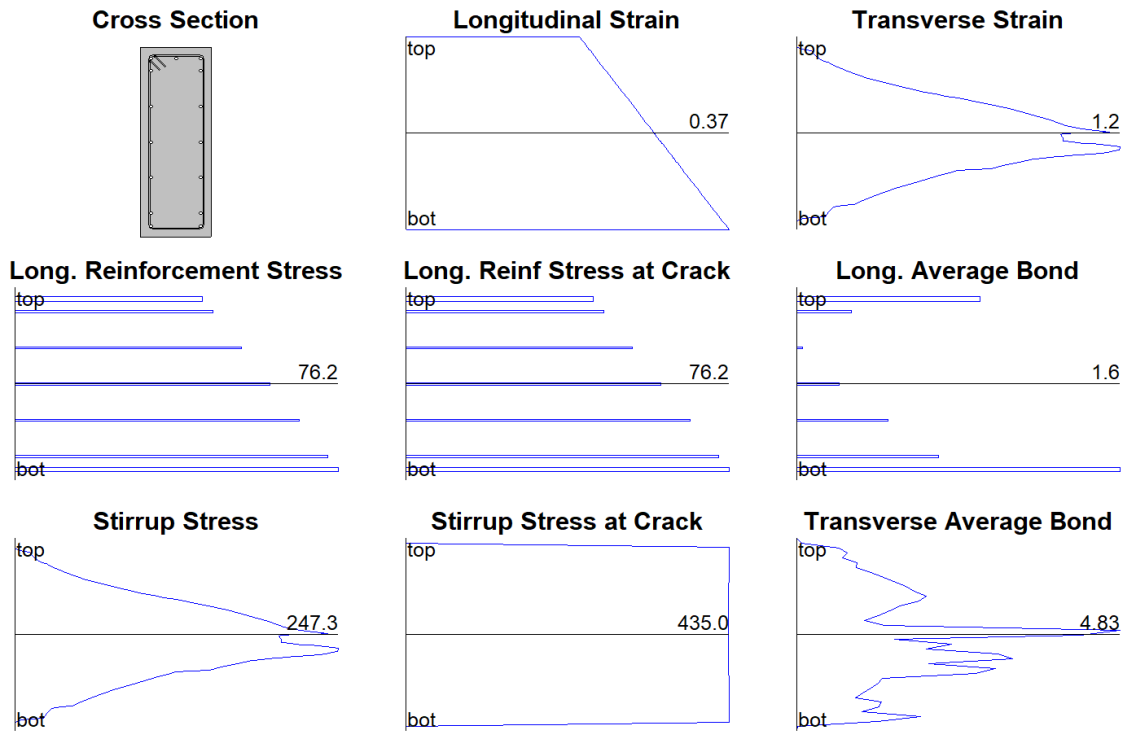 Cross Section
Longitudinal Strain
top
0.37
bot
Transverse Strain
top
1.2
bot
Long. Reinforcement Stress
top
76.2
bot
Long. Reinf Stress at Crack
top
76.2
bot
Long. Average Bond
top
1.6
bot
Stirrup Stress
top
247.3
bot
Stirrup Stress at Crack
top
435.0
bot
Transverse Average Bond
top
4.83
bot